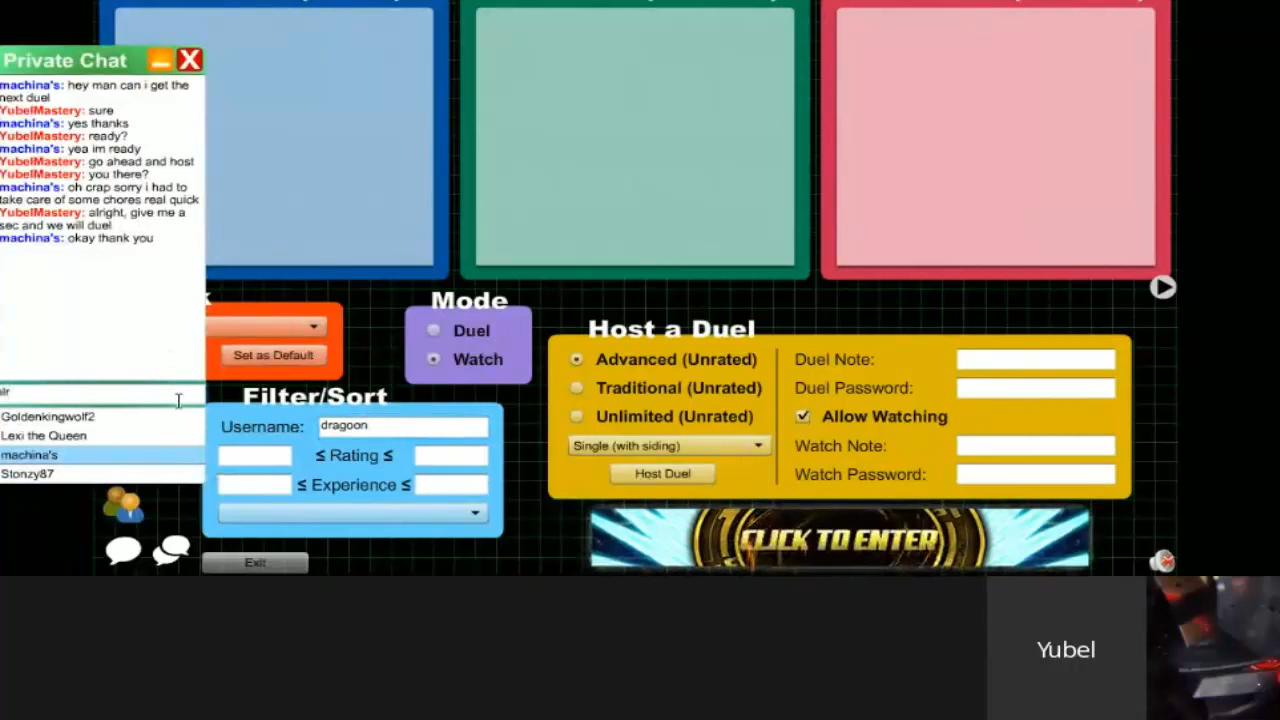 Private Chat
machina's: hey man can i get the
next duel
YubelMastery: sure
machina's: yes thanks
YubelMastery: ready?
machina's: yea im ready
YubelMastery: go ahead and host
YubelMastery: you there?
machina's: oh crap sorry i had to
take care of some chores real quick
YubelMastery: alright, give me a
sec and we will duel
machina's: okay thank you
alr
Goldenkingwolf2
Lexi the Queen
machina's
Stonzy87
k
Set as Default
Mode
Duel
Watch
Filter/Sort
Username: dragoon
≤ Rating ≤
≤ Experience ≤
Exit
Host a Duel
Advanced (Unrated)
Traditional (Unrated)
Unlimited (Unrated)
Single (with siding)
Host Duel
Duel Note:
Duel Password:
Allow Watching
Watch Note:
Watch Password:
CLICK TO ENTER
Yubel